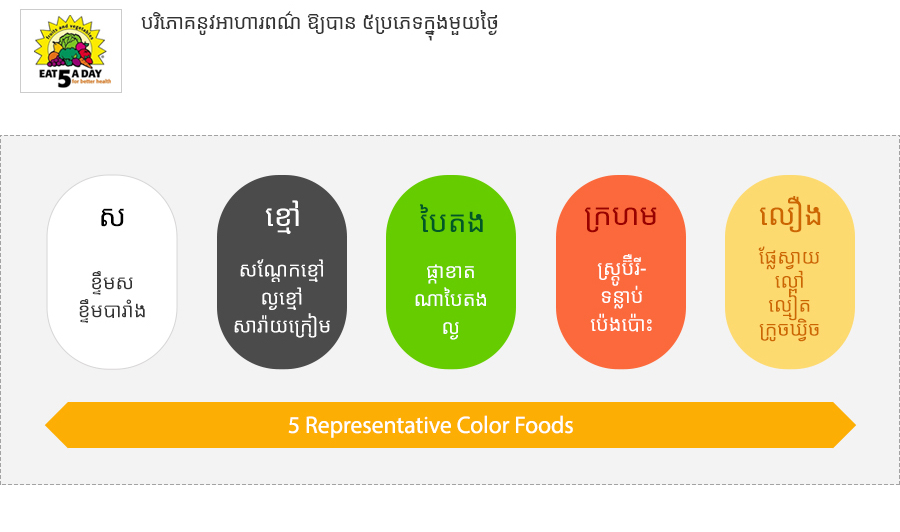 fruits and vegetables
EAT 5 A DAY
for better health
បរិភោគនូវអាហារពណ៌ ឱ្យបាន ៥ប្រភេទក្នុងមួយថ្ងៃ
ស
ខ្ទឹមស
ខ្ទឹមបារាំង
ខ្មៅ
សណ្តែកខ្មៅ
ល្ងខ្មៅ
សារ៉ាយក្រៀម
បៃតង
ផ្កាខាត
ណាបៃតង
ល្ង
ក្រហម
ស្ត្រូប៊ឺរី-
ទន្លាប់
ប៉េងប៉ោះ
លឿង
ផ្លែស្វាយ
ល្ពៅ
ល្មៀត
ក្រូចឃ្វិច
5 Representative Color Foods